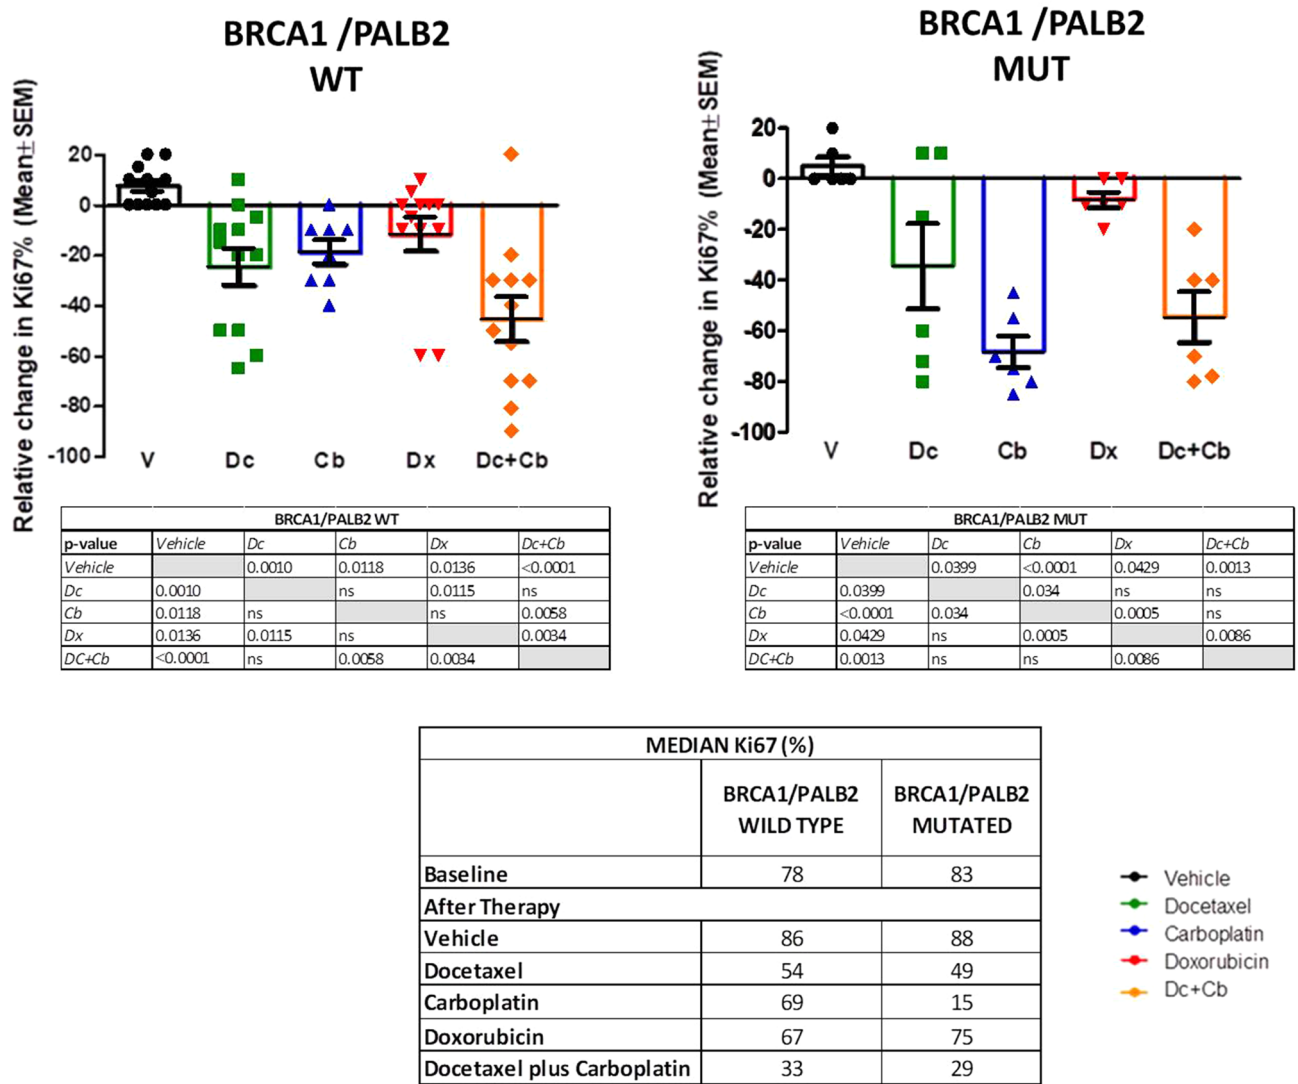 BRCA1 /PALB2
WT
Relative change in Ki67% (Mean±SEM)
20
0
-20
-40
-60
-80
-100
V Dc Cb Dx Dc+Cb
BRCA1 /PALB2
MUT
Relative change in Ki67% (Mean±SEM)
20
0
-20
-40
-60
-80
-100
V Dc Cb Dx Dc+Cb
BRCA1/PALB2 WT
p-value Vehicle Dc Cb Dx Dc+Cb
Vehicle 0.0010 0.0118 0.0136 <0.0001
Dc 0.0010 ns 0.0115 ns
Cb 0.0118 ns ns 0.0058
Dx 0.0136 0.0115 ns 0.0034
DC+Cb <0.0001 ns 0.0058 0.0034
BRCA1/PALB2 MUT
p-value Vehicle Dc Cb Dx Dc+Cb
Vehicle 0.0399 <0.0001 0.0429 0.0013
Dc 0.0399 0.034 ns ns
Cb <0.0001 0.034 0.0005 ns
Dx 0.0429 ns 0.0005 0.0086
DC+Cb 0.0013 ns ns 0.0086
MEDIAN Ki67 (%)
BRCA1/PALB2 WILD TYPE BRCA1/PALB2 MUTATED
Baseline 78 83
After Therapy
Vehicle 86 88
Docetaxel 54 49
Carboplatin 69 15
Doxorubicin 67 75
Docetaxel plus Carboplatin 33 29
Vehicle
Docetaxel
Carboplatin
Doxorubicin
Dc+Cb